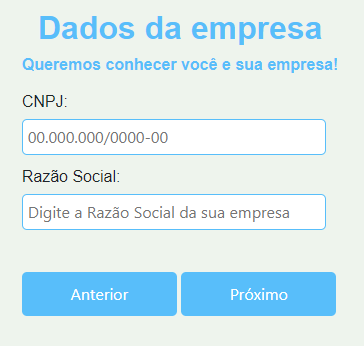 Dados da empresa
Queremos conhecer você e sua empresa!
CNPJ:
00.000.000/0000-00
Razão Social:
Digite a Razão Social da sua empresa
Anterior Próximo